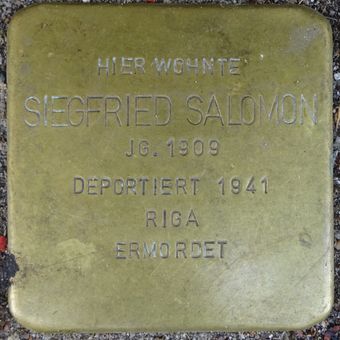 HIER WOHNTE
SIEGFRIED SALOMON
JG. 1909
DEPORTIERT 1941
RIGA
ERMORDET